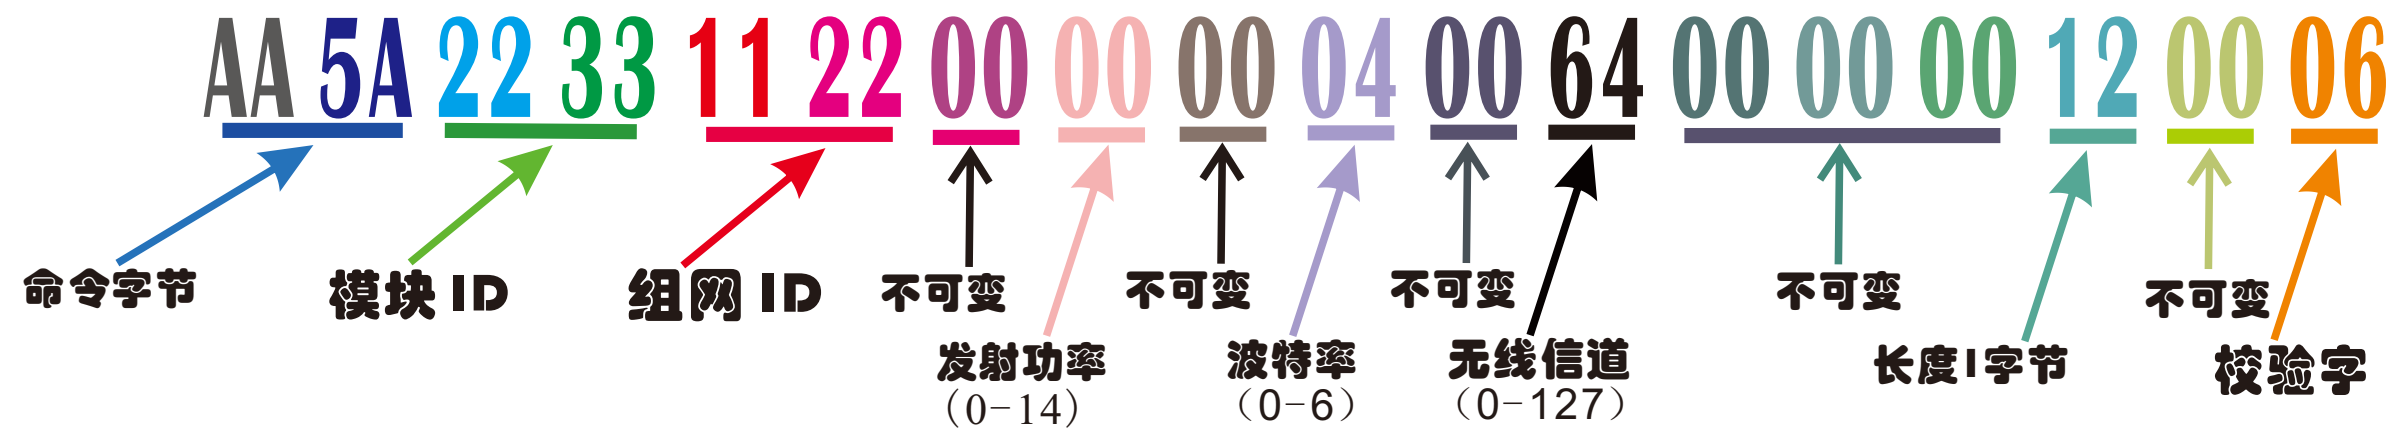 AA 5A 22 33 11 22 00 00 00 04 00 64 00 00 00 12 00 06
命令字节 模块 ID 组网 ID 不可变 不可变 不可变 不可变 不可变
发射功率 波特率 无线信道 长度1字节 校验字
（0-14） （0-6） （0-127）